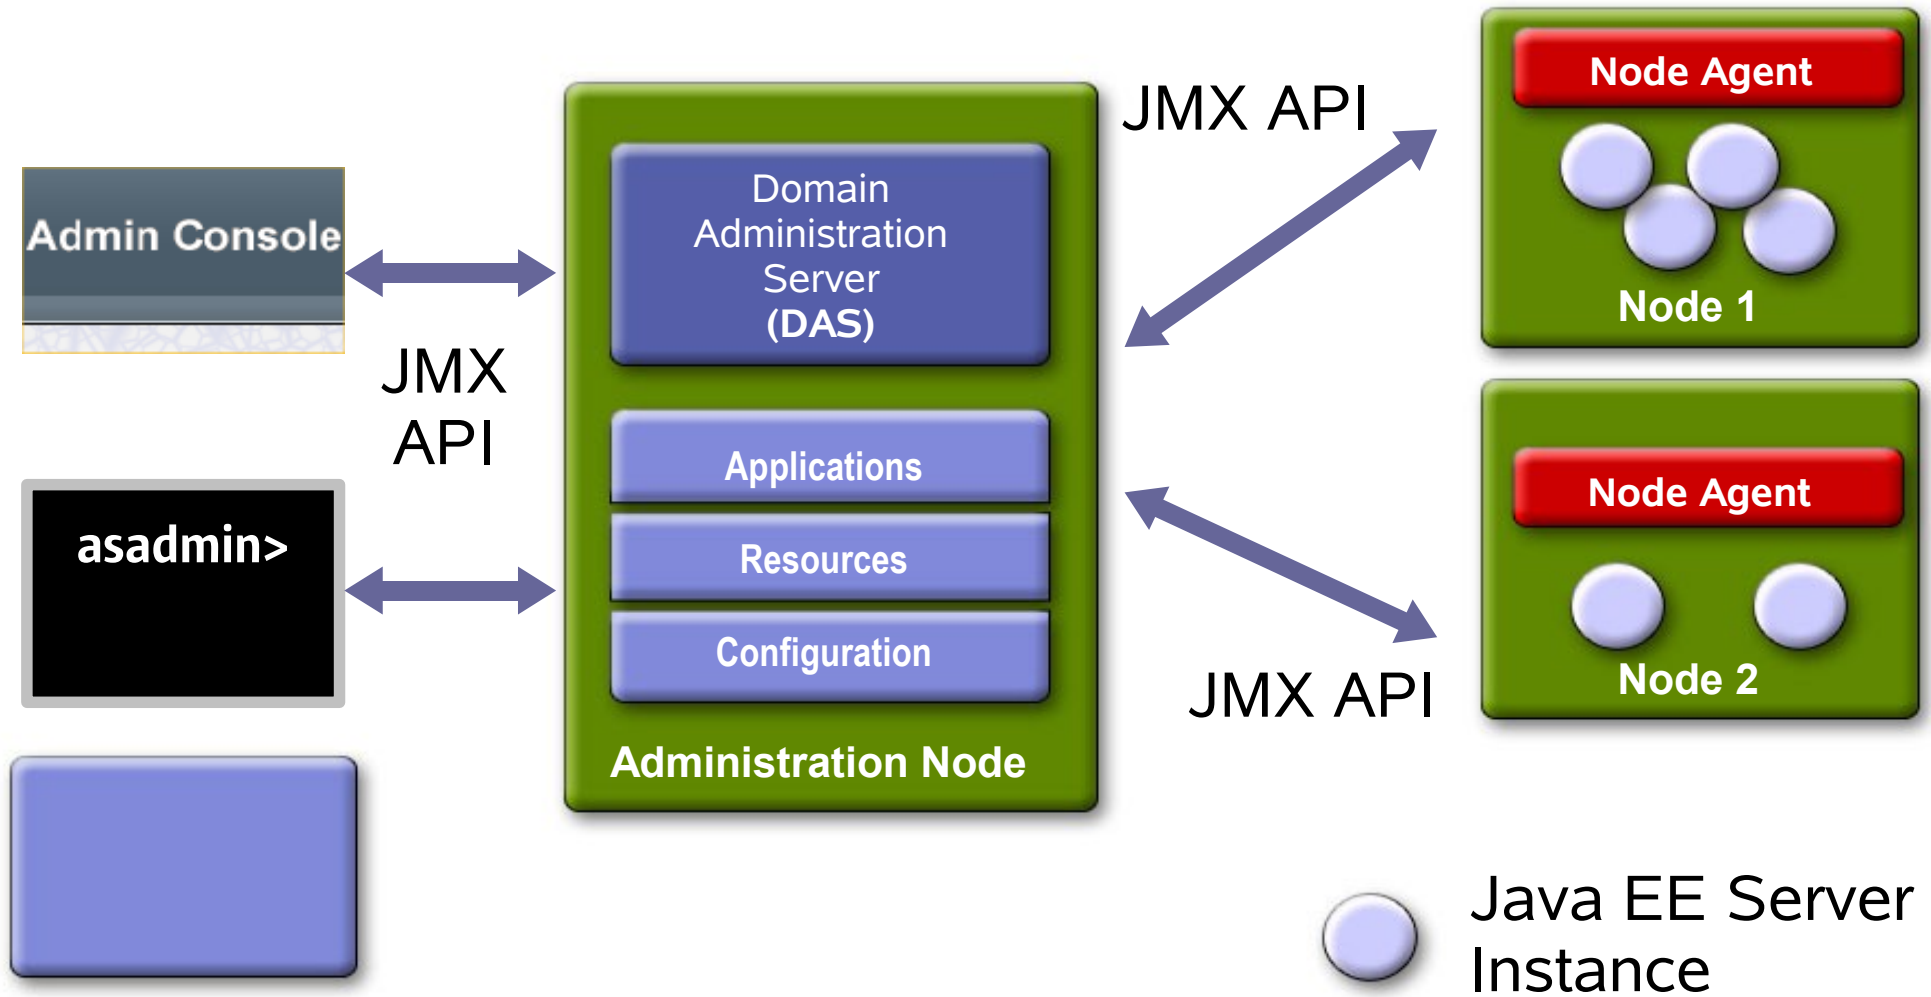 Admin Console
JMX
API
asadmin>
Domain
Administration
Server
(DAS)
Applications
Resources
Configuration
Administration Node
JMX API
JMX API
Node Agent
Node 1
Node Agent
Node 2
Java EE Server
Instance